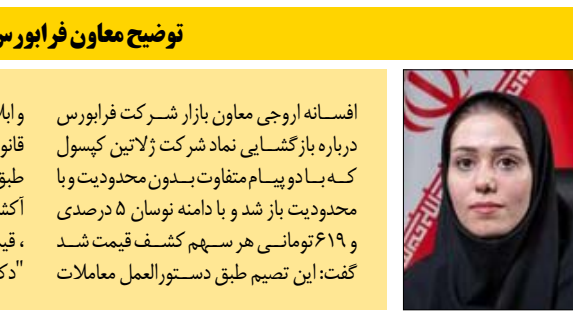 توضیح معاون فرابورس
افسانه اروجی معاون بازار شرکت فرابورس
درباره بازگشایی نماد شرکت ژلاتین کپسول
که با دو پیام متفاوت بدون محدودیت و با
محدودیت باز شد و با دامنه نوسان ۵ درصدی
و ۶۱۹ تومانی هر سهم کشف قیمت شد
گفت: این تصیم طبق دستورالعمل معاملات